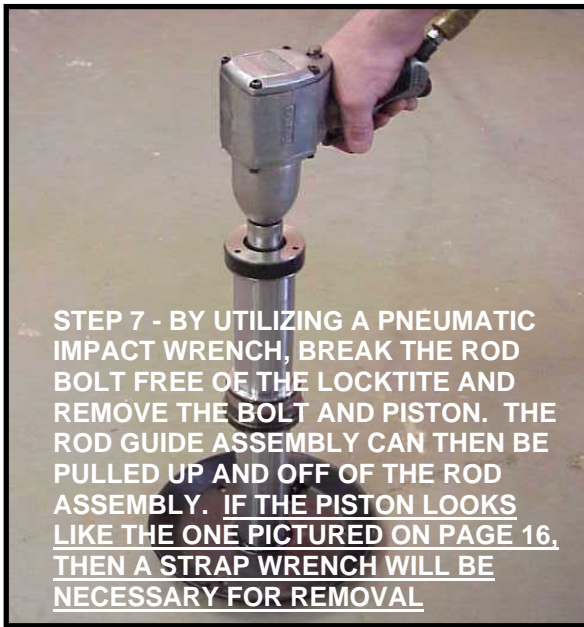 STEP 7 - BY UTILIZING A PNEUMATIC
IMPACT WRENCH, BREAK THE ROD
BOLT FREE OF THE LOCKTITE AND
REMOVE THE BOLT AND PISTON. THE
ROD GUIDE ASSEMBLY CAN THEN BE
PULLED UP AND OFF OF THE ROD
ASSEMBLY. IF THE PISTON LOOKS
LIKE THE ONE PICTURED ON PAGE 16,
THEN A STRAP WRENCH WILL BE
NECESSARY FOR REMOVAL